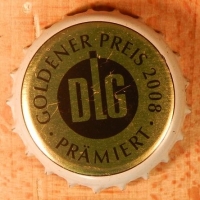 GOLDENER PREIS 2008
DLG
· PRÄMIERT ·